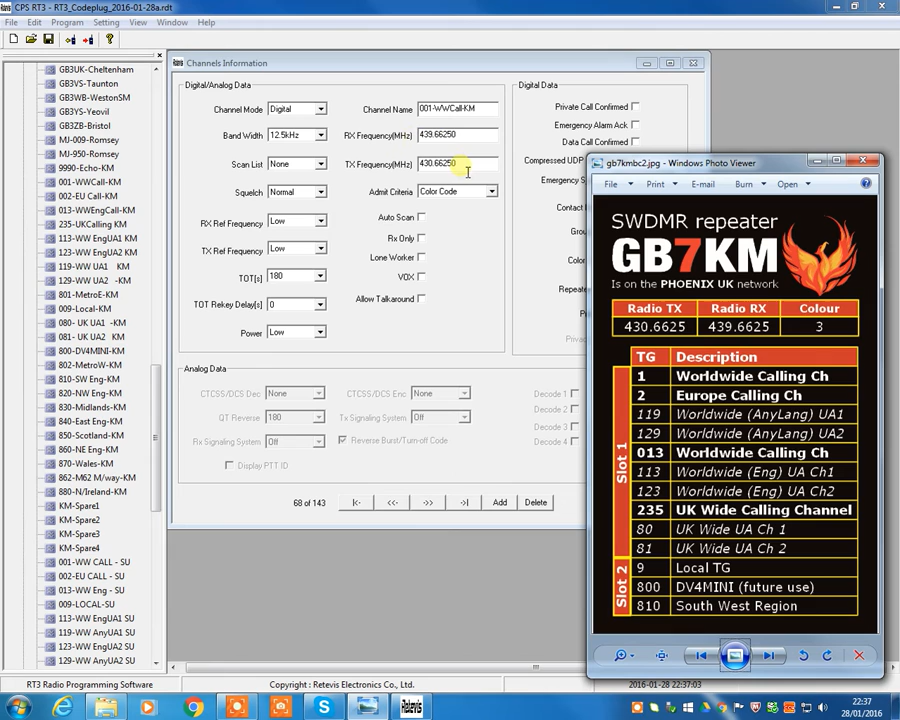 CPS RT3 - RT3_Codeplug_2016-01-28a.rdt
File Edit Program Setting View Window Help
GB3UK-Cheltenham
GB3VS-Taunton
GB3WB-WestonSM
GB3YS-Yeovil
GB3ZB-Bristol
MJ-009-Romsey
MJ-950-Romsey
9990-Echo-KM
001-WWCall-KM
002-EU Call-KM
013-WWEngCall-KM
235-UKCalling KM
113-WW EngUA1 KM
123-WW EngUA2 KM
119-WW UA1 KM
129-WW UA2 -KM
801-MetroE-KM
009-Local-KM
080- UK UA1 -KM
081- UK UA2 -KM
800-DV4MINI-KM
802-MetroW-KM
810-SW Eng-KM
820-NW Eng-KM
830-Midlands-KM
840-East Eng-KM
850-Scotland-KM
860-NE Eng-KM
870-Wales-KM
862-M62 M/way-KM
880-N/Ireland-KM
KM-Spare1
KM-Spare2
KM-Spare3
KM-Spare4
001-WW CALL - SU
002-EU CALL - SU
013-WW Eng - SU
009-LOCAL-SU
113-WW EngUA1 SU
119-WW AnyUA1 SU
123-WW EngUA2 SU
129-WW AnyUA2 SU
Channels Information
Digital/Analog Data
Channel Mode Digital
Channel Name 001-WWCall-KM
Band Width 12.5kHz
RX Frequency(MHz) 439.66250
Scan List None
TX Frequency(MHz) 430.66250
Squelch Normal
Admit Criteria Color Code
RX Ref Frequency Low
Auto Scan
Rx Only
TX Ref Frequency Low
Lone Worker
TOT[s] 180
VOX
TOT Rekey Delay[s] 0
Allow Talkaround
Power Low
Digital Data
Private Call Confirmed
Emergency Alarm Ack
Data Call Confirmed
Compressed UDP
Emergency S
Contact
Grou
Color
Repeate
Pri
Privac
Analog Data
CTCSS/DCS Dec None
CTCSS/DCS Enc None
Decode 1
QT Reverse 180
Tx Signaling System Off
Decode 2
Rx Signaling System Off
Reverse Burst/Turn-off Code
Decode 3
Decode 4
Display PTT ID
68 of 143 |<- <<- ->> ->| Add Delete
gb7kmbc2.jpg - Windows Photo Viewer
File Print E-mail Burn Open
SWDMR repeater
GB7KM
Is on the PHOENIX UK network
Radio TX Radio RX Colour
430.6625 439.6625 3
TG Description
Slot 1
1 Worldwide Calling Ch
2 Europe Calling Ch
119 Worldwide (AnyLang) UA1
129 Worldwide (AnyLang) UA2
013 Worldwide Calling Ch
113 Worldwide (Eng) UA Ch1
123 Worldwide (Eng) UA Ch2
235 UK Wide Calling Channel
80 UK Wide UA Ch 1
81 UK Wide UA Ch 2
Slot 2
9 Local TG
800 DV4MINI (future use)
810 South West Region
RT3 Radio Programming Software
Copyright : Retevis Electronics Co., Ltd.
2016-01-28 22:37:03
Retevis
22:37
28/01/2016